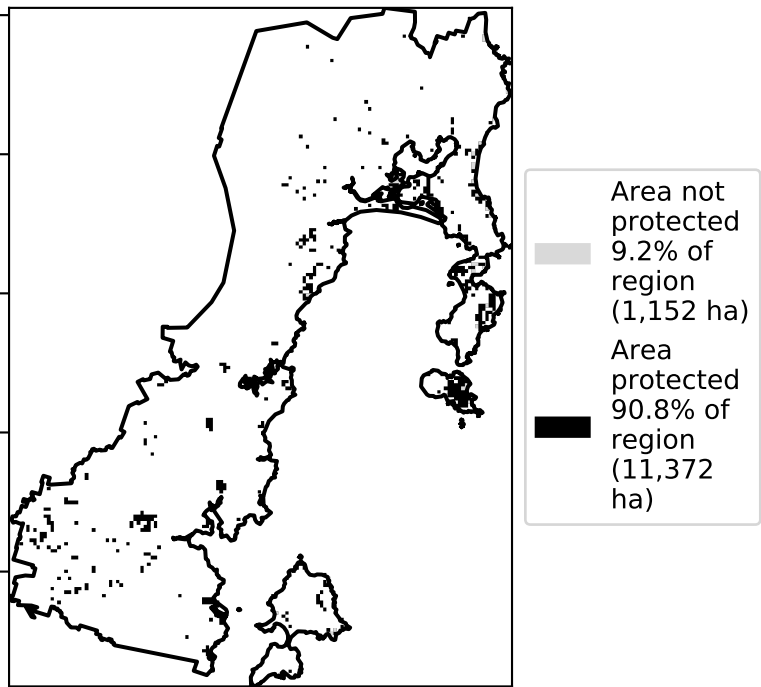 Area not
protected
9.2% of
region
(1,152 ha)
Area
protected
90.8% of
region
(11,372
ha)